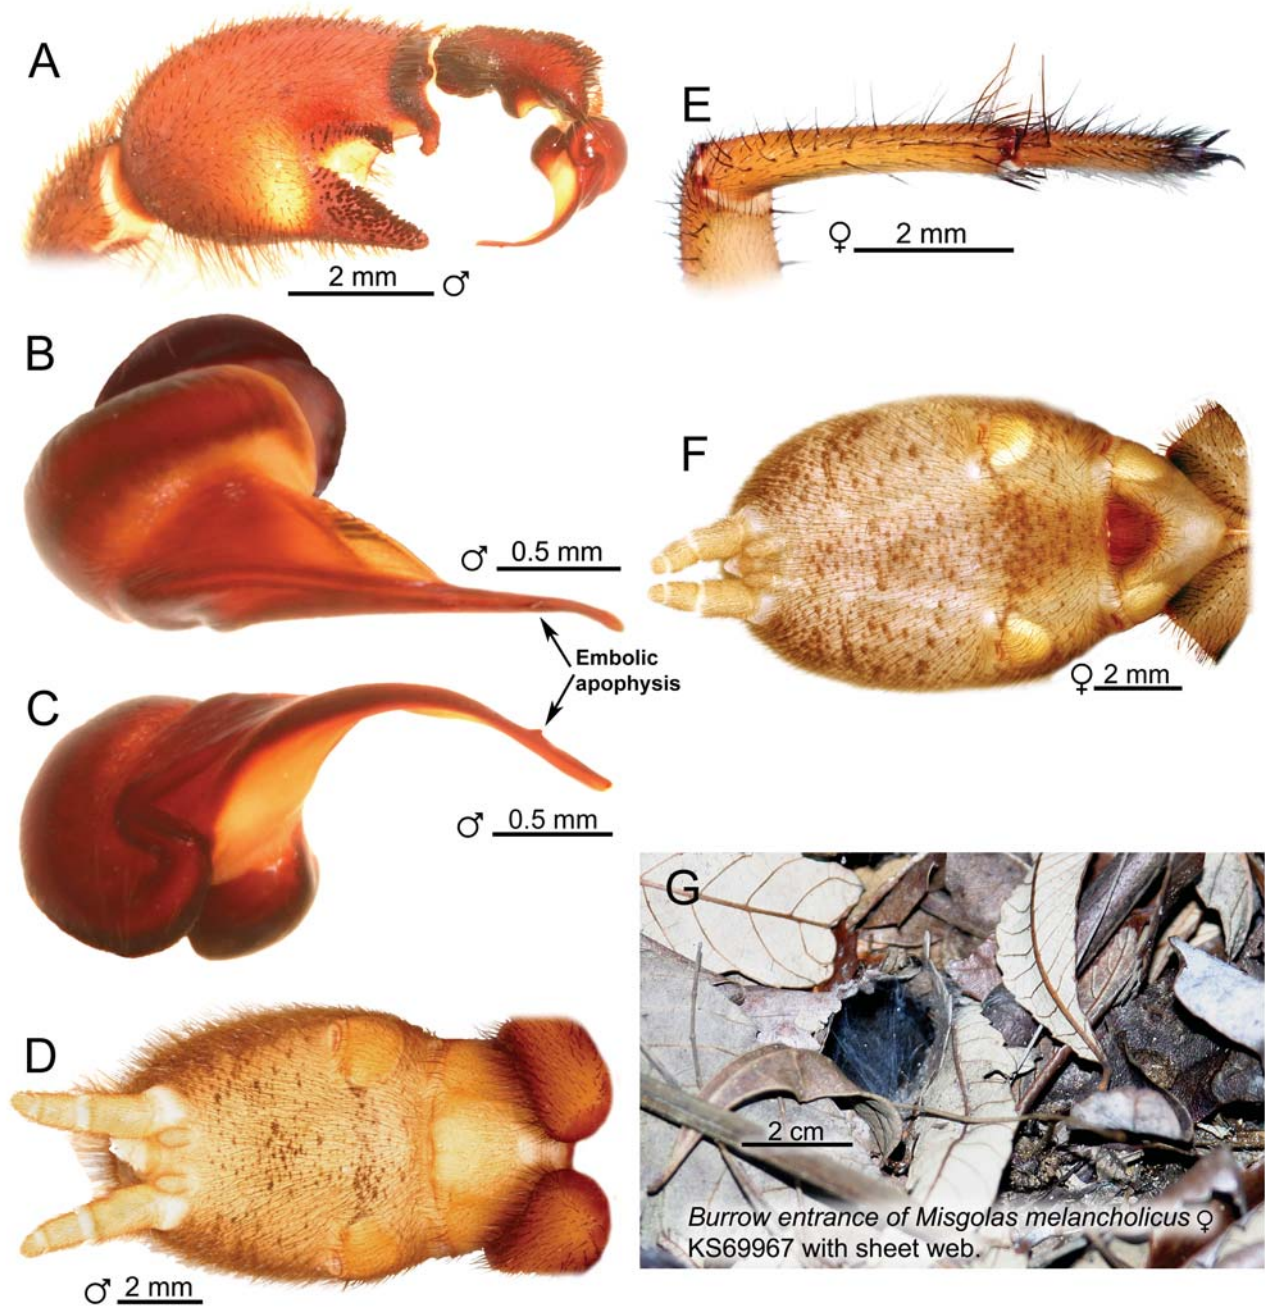 A
2 mm ♂
B
♂ 0.5 mm
Embolic
apophysis
C
♂ 0.5 mm
D
♂ 2 mm
E
♀ 2 mm
F
♀ 2 mm
G
2 cm
Burrow entrance of Misgolas melancholicus ♀
KS69967 with sheet web.